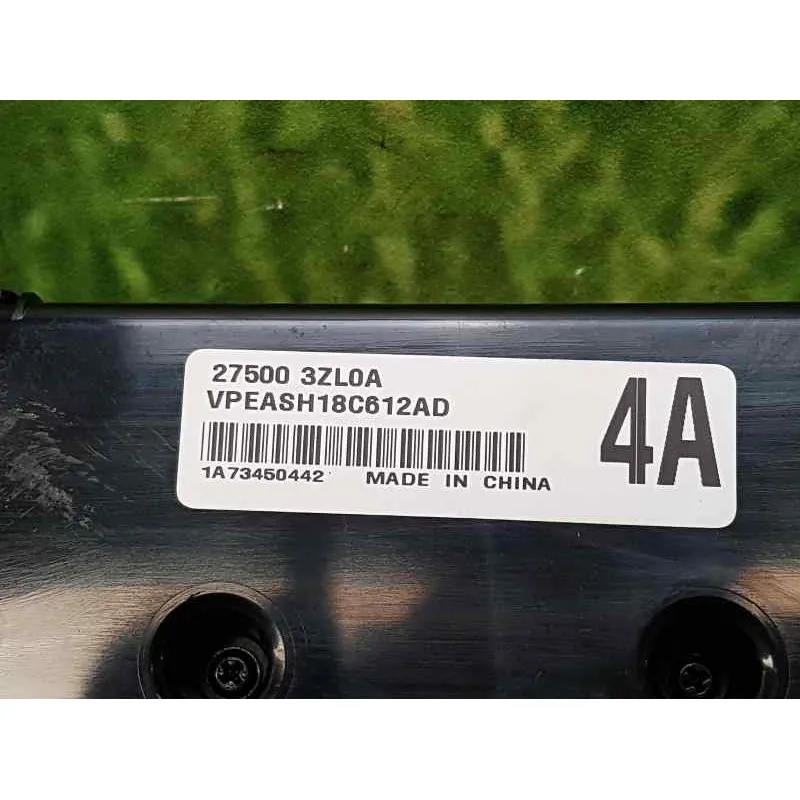 27500 3ZL0A
VPEASH18C612AD
4A
1A73450442 MADE IN CHINA